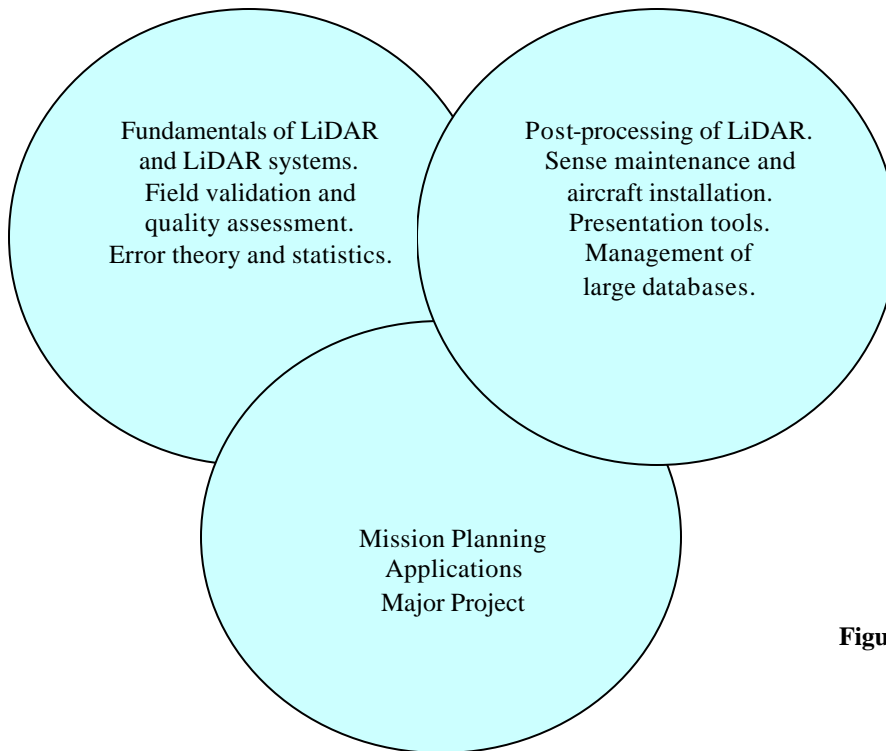 Fundamentals of LiDAR
and LiDAR systems.
Field validation and
quality assessment.
Error theory and statistics.
Post-processing of LiDAR.
Sense maintenance and
aircraft installation.
Presentation tools.
Management of
large databases.
Mission Planning
Applications
Major Project
Figu